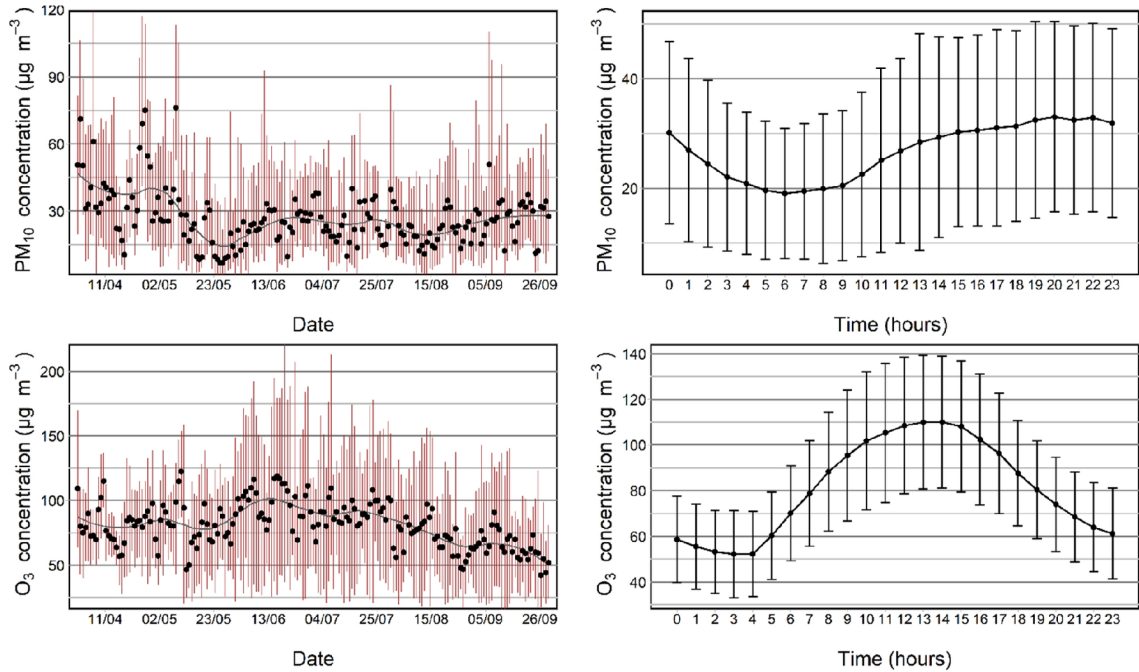 PM₁₀ concentration (µg m⁻³)
120
90
60
30
11/04 02/05 23/05 13/06 04/07 25/07 15/08 05/09 26/09
Date
PM₁₀ concentration (µg m⁻³)
40
20
0 1 2 3 4 5 6 7 8 9 10 11 12 13 14 15 16 17 18 19 20 21 22 23
Time (hours)
O₃ concentration (µg m⁻³)
200
150
100
50
11/04 02/05 23/05 13/06 04/07 25/07 15/08 05/09 26/09
Date
O₃ concentration (µg m⁻³)
140
120
100
80
60
40
0 1 2 3 4 5 6 7 8 9 10 11 12 13 14 15 16 17 18 19 20 21 22 23
Time (hours)